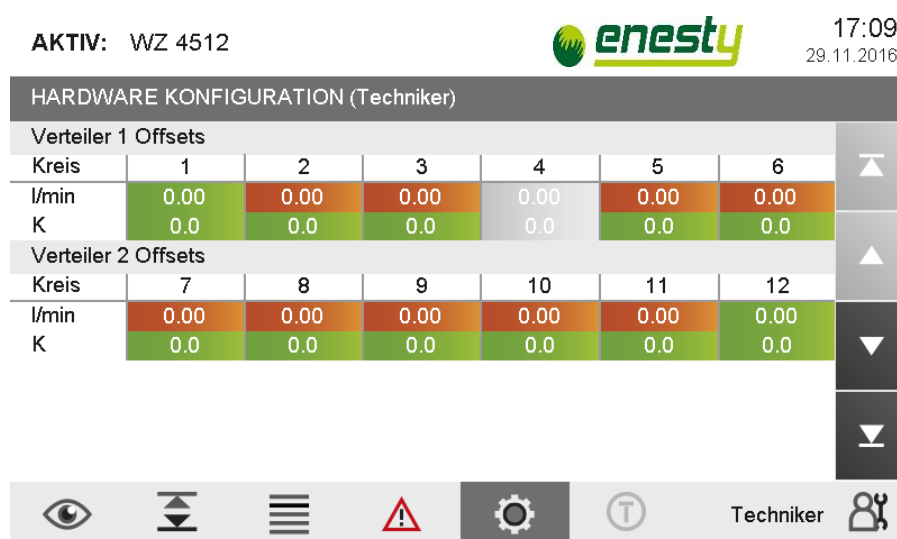 AKTIV: WZ 4512
enesty
17:09
29.11.2016
HARDWARE KONFIGURATION (Techniker)
Verteiler 1 Offsets
Kreis 1 2 3 4 5 6
l/min 0.00 0.00 0.00 0.00 0.00 0.00
K 0.0 0.0 0.0 0.0 0.0 0.0
Verteiler 2 Offsets
Kreis 7 8 9 10 11 12
l/min 0.00 0.00 0.00 0.00 0.00 0.00
K 0.0 0.0 0.0 0.0 0.0 0.0
T Techniker